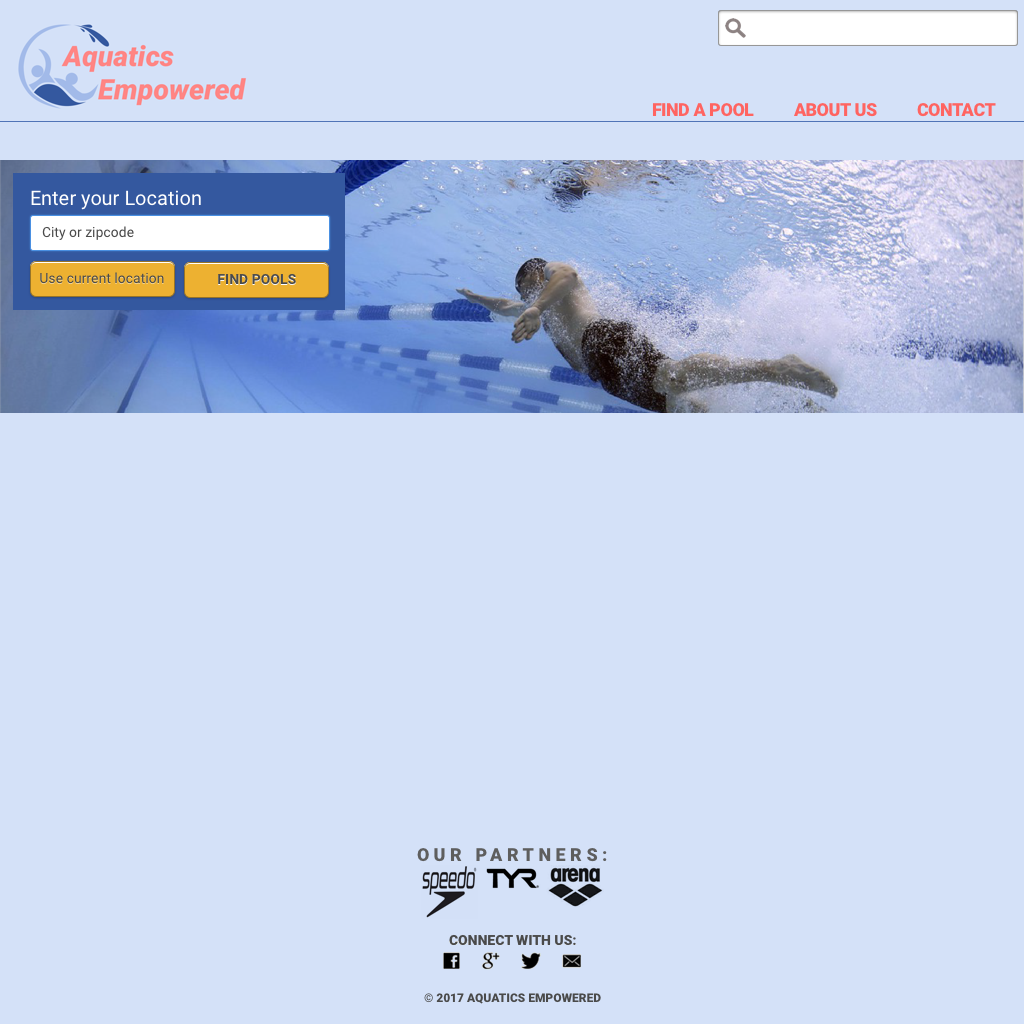 Aquatics
Empowered
FIND A POOL ABOUT US CONTACT
Enter your Location
City or zipcode
Use current location FIND POOLS
OUR PARTNERS:
speedo TYR arena
CONNECT WITH US:
© 2017 AQUATICS EMPOWERED